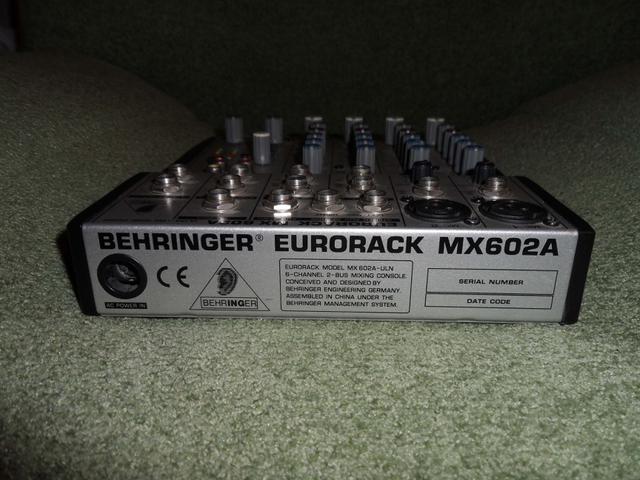 BEHRINGER® EURORACK MX602A
AC POWER IN
CE
BEHRINGER
EURORACK MODEL MX 602A-ULN
6-CHANNEL 2-BUS MIXING CONSOLE
CONCEIVED AND DESIGNED BY
BEHRINGER ENGINEERING GERMANY.
ASSEMBLED IN CHINA UNDER THE
BEHRINGER MANAGEMENT SYSTEM.
SERIAL NUMBER
DATE CODE